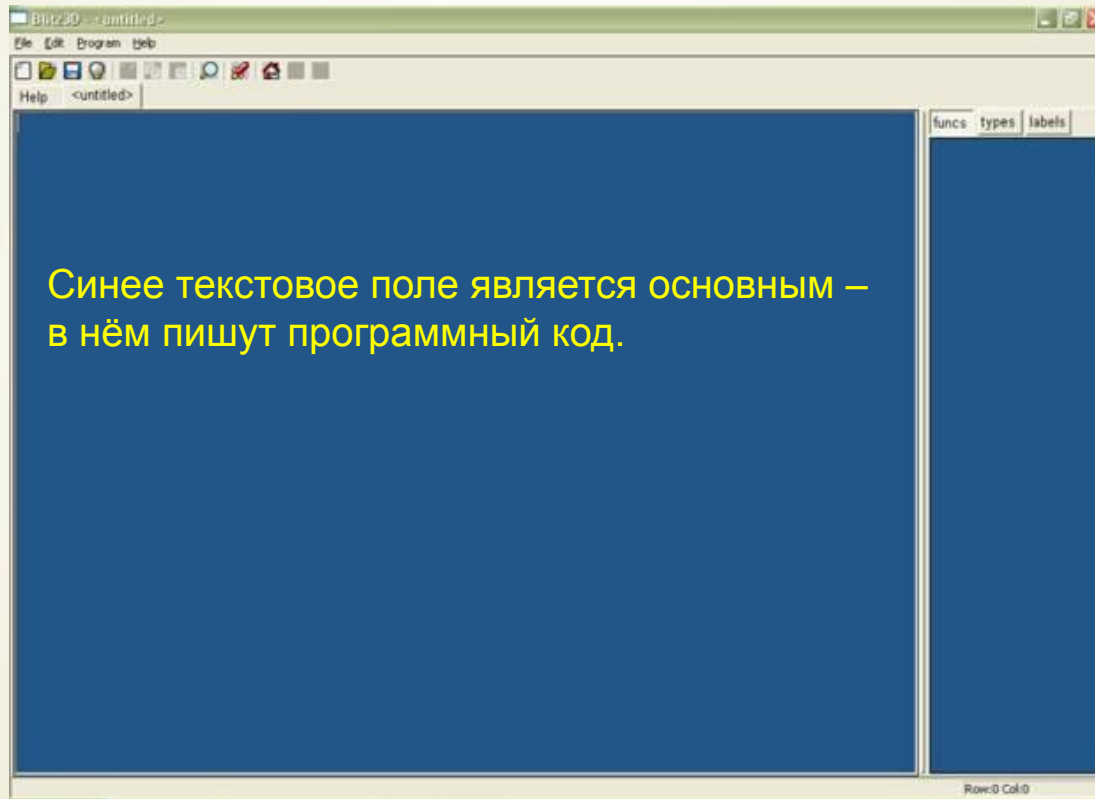 Blitz3D - <untitled>
File Edit Program Help
Help <untitled>
funcs types labels
Синее текстовое поле является основным –
в нём пишут программный код.
Row:0 Col:0